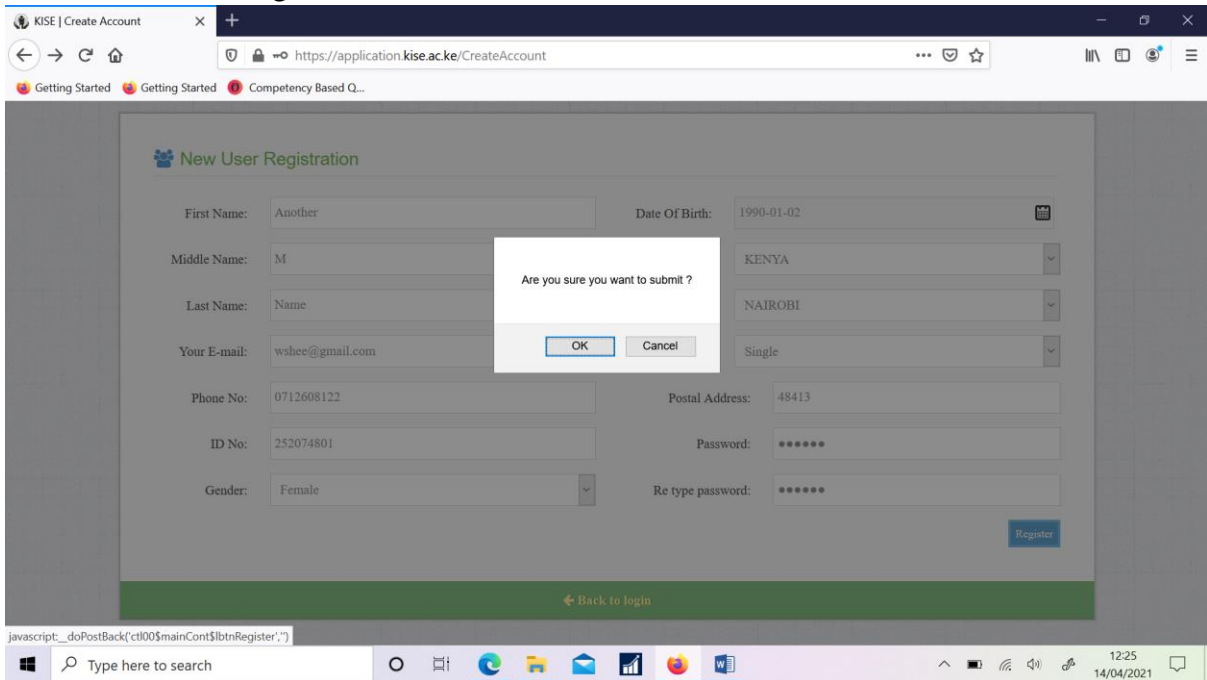 KISE | Create Account
https://application.kise.ac.ke/CreateAccount
Getting Started Getting Started Competency Based Q...
New User Registration
First Name: Another Date Of Birth: 1990-01-02
Middle Name: M KENYA
Last Name: Name NAIROBI
Your E-mail: wshee@gmail.com Single
Are you sure you want to submit ?
OK Cancel
Phone No: 0712608122 Postal Address: 48413
ID No: 252074801 Password: ●●●●●●
Gender: Female Re type password: ●●●●●●
Register
Back to login
javascript:__doPostBack('ctl00$mainCont$lbtnRegister','')
Type here to search
12:25
14/04/2021